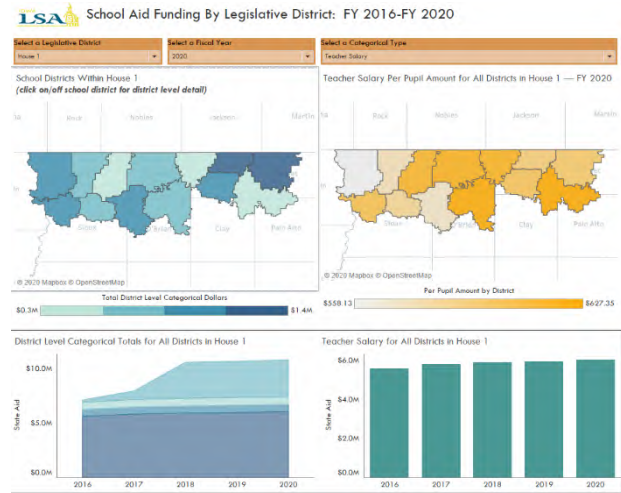 LSA School Aid Funding By Legislative District: FY 2016-FY 2020
Select a Legislative District
House 1
Select a Fiscal Year
2020
Select a Categorical Type
Teacher Salary
School Districts Within House 1
(click on/off school district for district level detail)
Rock Nobles Jackson Martin
Sioux O'Brien Clay Palo Alto
© 2020 Mapbox © OpenStreetMap
Total District Level Categorical Dollars
$0.3M $1.4M
Teacher Salary Per Pupil Amount for All Districts in House 1 — FY 2020
Rock Nobles Jackson Martin
Sioux O'Brien Clay Palo Alto
© 2020 Mapbox © OpenStreetMap
Per Pupil Amount by District
$558.13 $627.35
District Level Categorical Totals for All Districts in House 1
State Aid
$10.0M
$5.0M
$0.0M
2016 2017 2018 2019 2020
Teacher Salary for All Districts in House 1
State Aid
$6.0M
$4.0M
$2.0M
$0.0M
2016 2017 2018 2019 2020